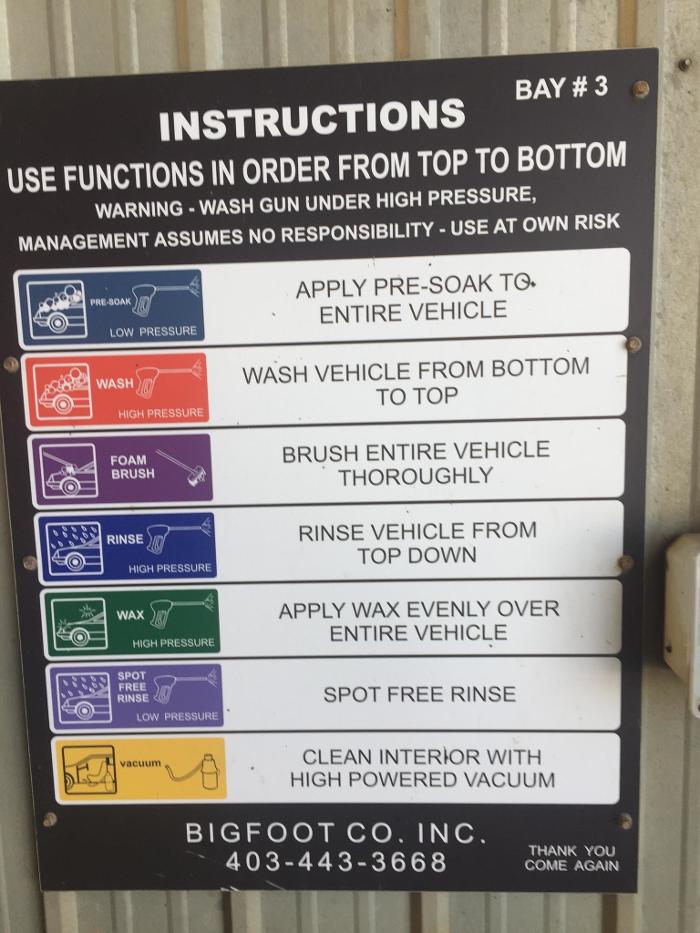 BAY # 3
INSTRUCTIONS
USE FUNCTIONS IN ORDER FROM TOP TO BOTTOM
WARNING - WASH GUN UNDER HIGH PRESSURE,
MANAGEMENT ASSUMES NO RESPONSIBILITY - USE AT OWN RISK
PRE-SOAK
LOW PRESSURE
APPLY PRE-SOAK TO
ENTIRE VEHICLE
WASH
HIGH PRESSURE
WASH VEHICLE FROM BOTTOM
TO TOP
FOAM
BRUSH
BRUSH ENTIRE VEHICLE
THOROUGHLY
RINSE
HIGH PRESSURE
RINSE VEHICLE FROM
TOP DOWN
WAX
HIGH PRESSURE
APPLY WAX EVENLY OVER
ENTIRE VEHICLE
SPOT
FREE
RINSE
LOW PRESSURE
SPOT FREE RINSE
vacuum
CLEAN INTERIOR WITH
HIGH POWERED VACUUM
BIGFOOT CO. INC.
403-443-3668
THANK YOU
COME AGAIN